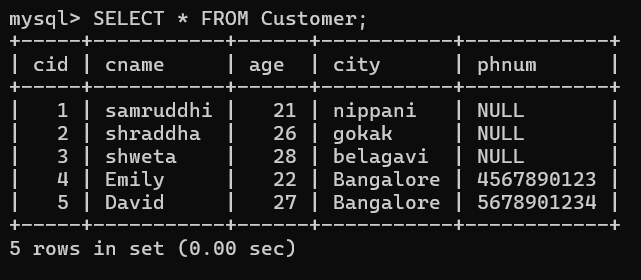 mysql> SELECT * FROM Customer;
+-----+-----------+------+-----------+------------+
| cid | cname     | age  | city      | phnum      |
+-----+-----------+------+-----------+------------+
|   1 | samruddhi |   21 | nippani   | NULL       |
|   2 | shraddha  |   26 | gokak     | NULL       |
|   3 | shweta    |   28 | belagavi  | NULL       |
|   4 | Emily     |   22 | Bangalore | 4567890123 |
|   5 | David     |   27 | Bangalore | 5678901234 |
+-----+-----------+------+-----------+------------+
5 rows in set (0.00 sec)